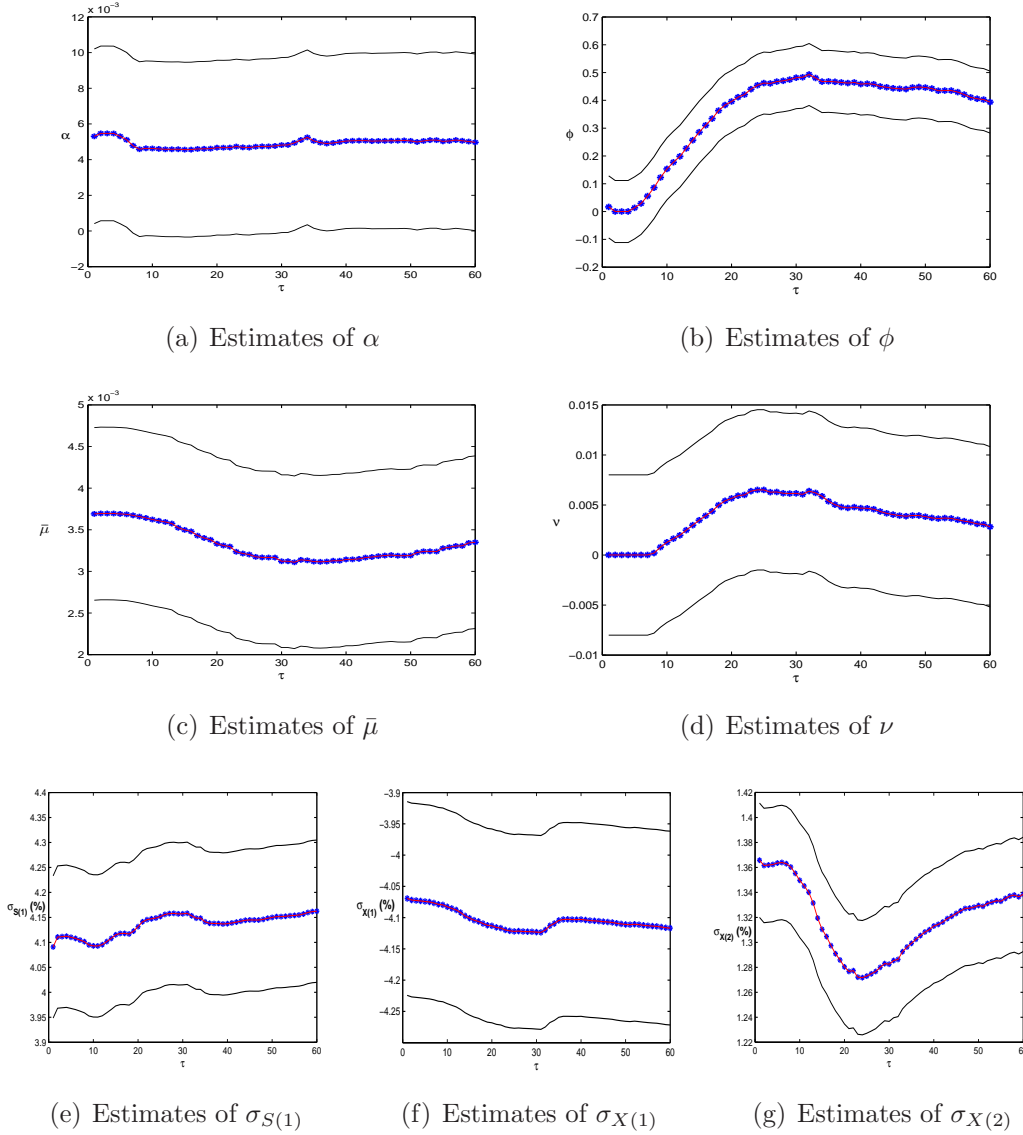 x 10⁻³
12
10
8
6
4
2
0
−2
α
0 10 20 30 40 50 60
τ
(a) Estimates of α
0.7
0.6
0.5
0.4
0.3
0.2
0.1
0
−0.1
−0.2
ϕ
0 10 20 30 40 50 60
τ
(b) Estimates of ϕ
x 10⁻³
5
4.5
4
3.5
3
2.5
2
μ̄
0 10 20 30 40 50 60
τ
(c) Estimates of μ̄
0.015
0.01
0.005
0
−0.005
−0.01
ν
0 10 20 30 40 50 60
τ
(d) Estimates of ν
4.4
4.35
4.3
4.25
4.2
4.15
4.1
4.05
4
3.95
3.9
σS(1) (%)
0 10 20 30 40 50 60
τ
(e) Estimates of σS(1)
−3.9
−3.95
−4
−4.05
−4.1
−4.15
−4.2
−4.25
σX(1) (%)
0 10 20 30 40 50 60
τ
(f) Estimates of σX(1)
1.42
1.4
1.38
1.36
1.34
1.32
1.3
1.28
1.26
1.24
1.22
σX(2) (%)
0 10 20 30 40 50 60
τ
(g) Estimates of σX(2)